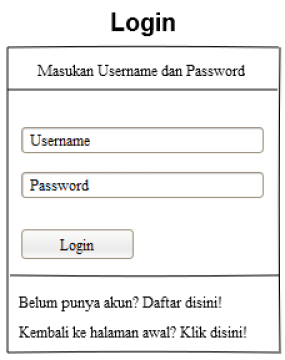 Login
Masukan Username dan Password
Username
Password
Login
Belum punya akun? Daftar disini!
Kembali ke halaman awal? Klik disini!